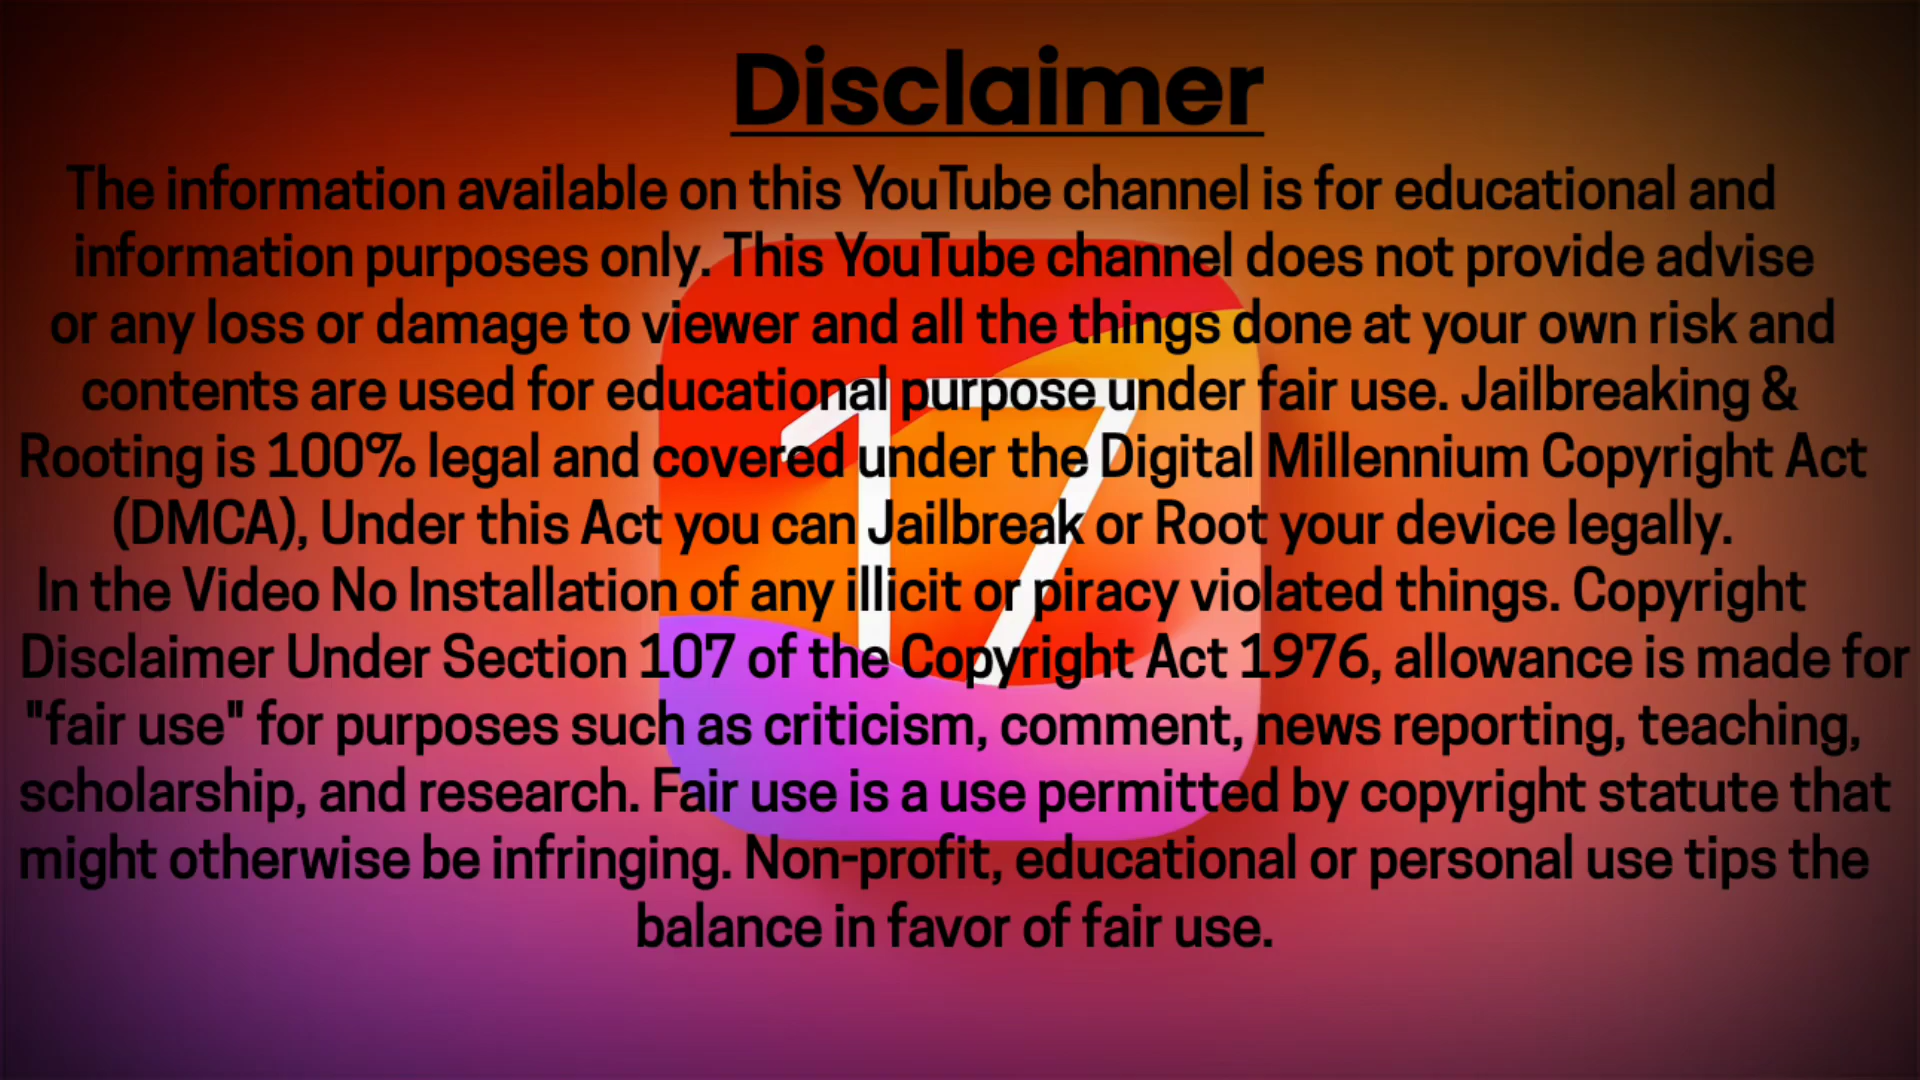 Disclaimer
The information available on this YouTube channel is for educational and
information purposes only. This YouTube channel does not provide advise
or any loss or damage to viewer and all the things done at your own risk and
contents are used for educational purpose under fair use. Jailbreaking &
Rooting is 100% legal and covered under the Digital Millennium Copyright Act
(DMCA), Under this Act you can Jailbreak or Root your device legally.
In the Video No Installation of any illicit or piracy violated things. Copyright
Disclaimer Under Section 107 of the Copyright Act 1976, allowance is made for
"fair use" for purposes such as criticism, comment, news reporting, teaching,
scholarship, and research. Fair use is a use permitted by copyright statute that
might otherwise be infringing. Non-profit, educational or personal use tips the
balance in favor of fair use.
17